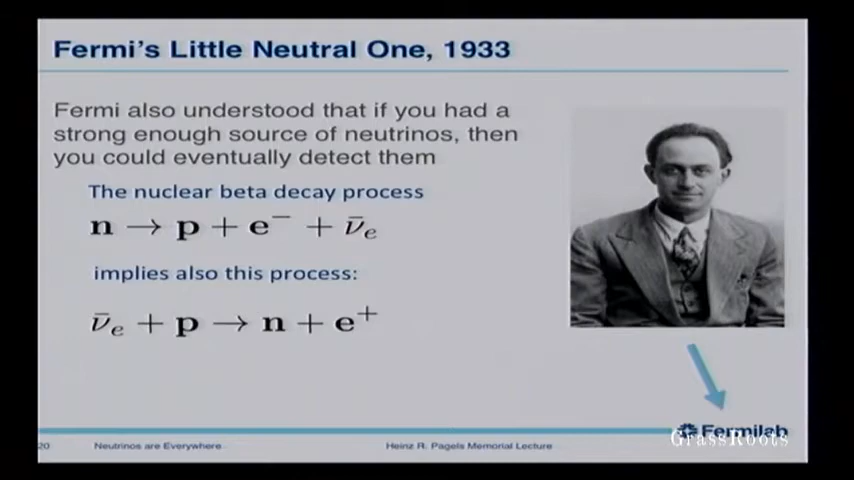 Fermi's Little Neutral One, 1933
Fermi also understood that if you had a
strong enough source of neutrinos, then
you could eventually detect them
The nuclear beta decay process
n → p + e⁻ + ν̄ₑ
implies also this process:
ν̄ₑ + p → n + e⁺
Fermilab
GrassRoots
20 Neutrinos are Everywhere Heinz R. Pagels Memorial Lecture